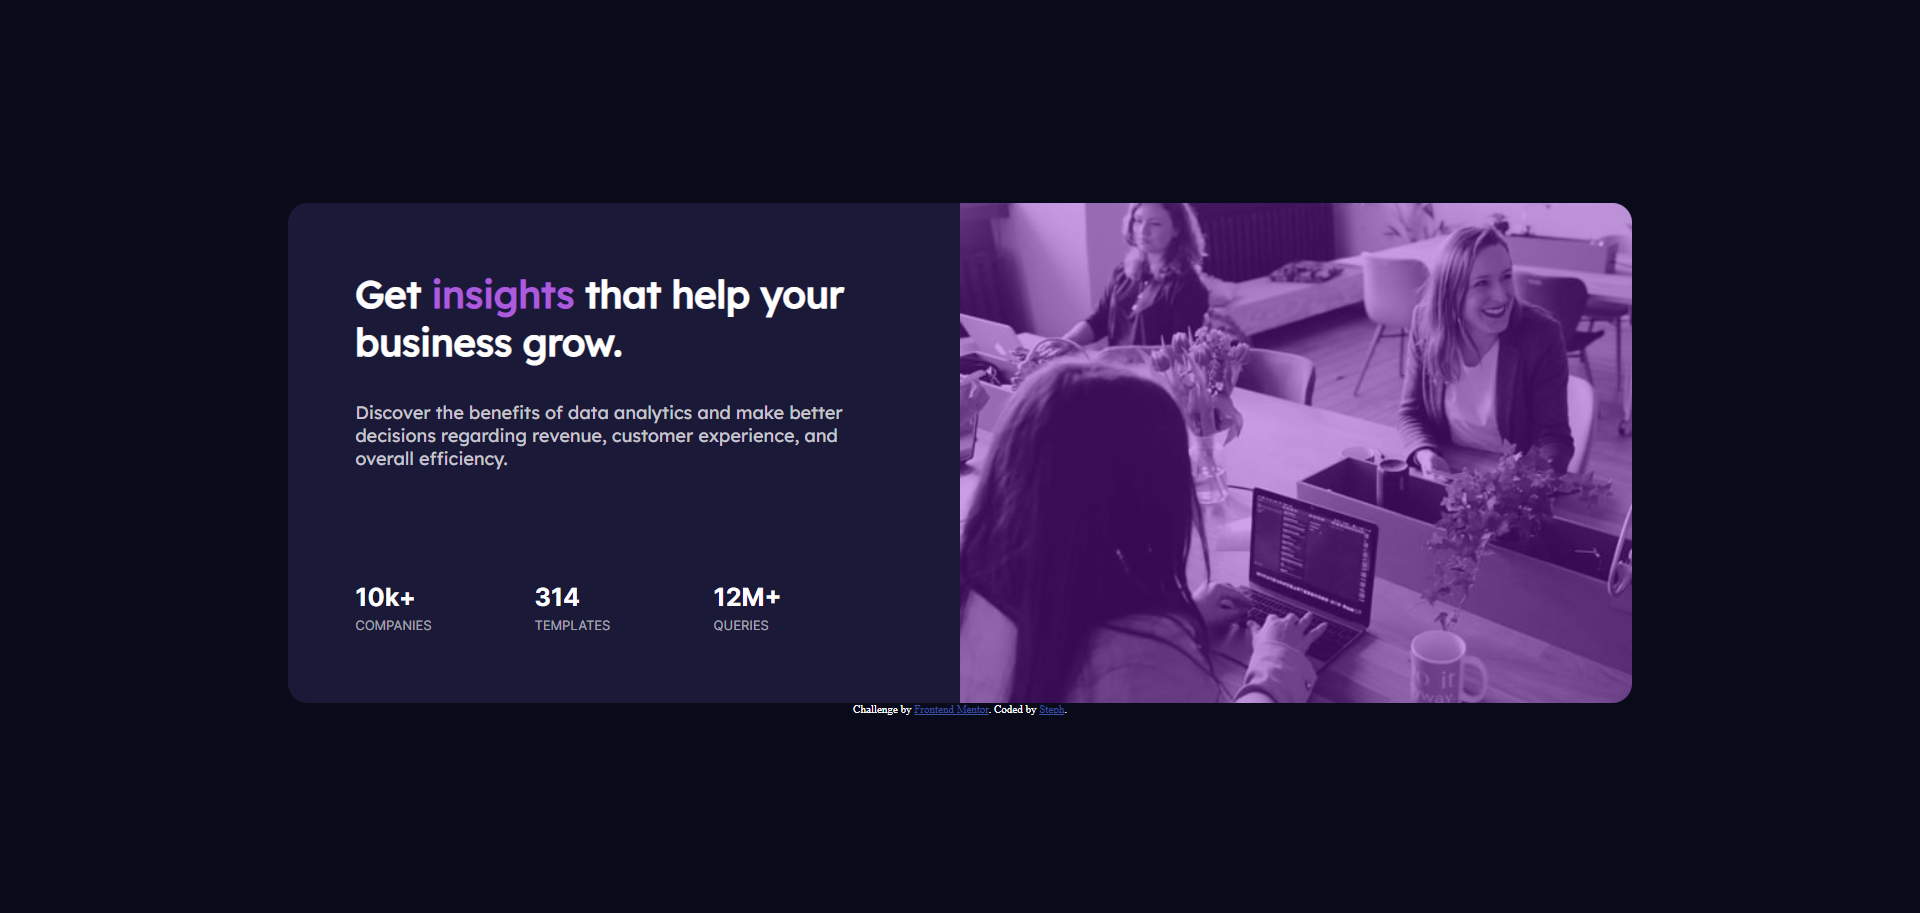 Get insights that help your
business grow.
Discover the benefits of data analytics and make better
decisions regarding revenue, customer experience, and
overall efficiency.
10k+ 314 12M+
COMPANIES TEMPLATES QUERIES
Challenge by Frontend Mentor. Coded by Steph.